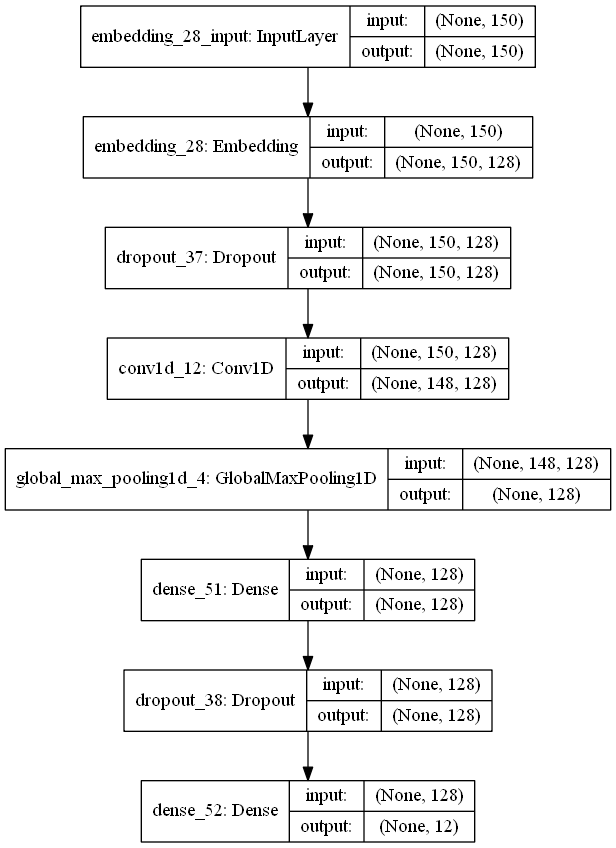 embedding_28_input: InputLayer input: (None, 150)
output: (None, 150)
embedding_28: Embedding input: (None, 150)
output: (None, 150, 128)
dropout_37: Dropout input: (None, 150, 128)
output: (None, 150, 128)
conv1d_12: Conv1D input: (None, 150, 128)
output: (None, 148, 128)
global_max_pooling1d_4: GlobalMaxPooling1D input: (None, 148, 128)
output: (None, 128)
dense_51: Dense input: (None, 128)
output: (None, 128)
dropout_38: Dropout input: (None, 128)
output: (None, 128)
dense_52: Dense input: (None, 128)
output: (None, 12)